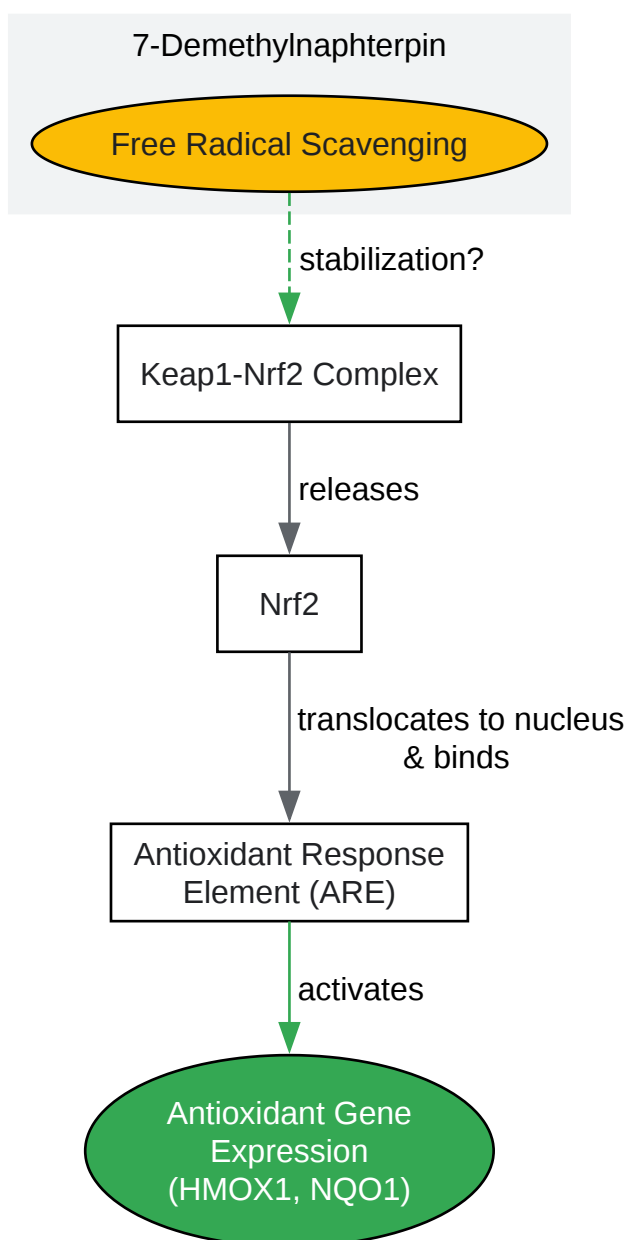 7-Demethylnaphterpin
Free Radical Scavenging
stabilization?
Keap1-Nrf2 Complex
releases
Nrf2
translocates to nucleus
& binds
Antioxidant Response
Element (ARE)
activates
Antioxidant Gene
Expression
(HMOX1, NQO1)